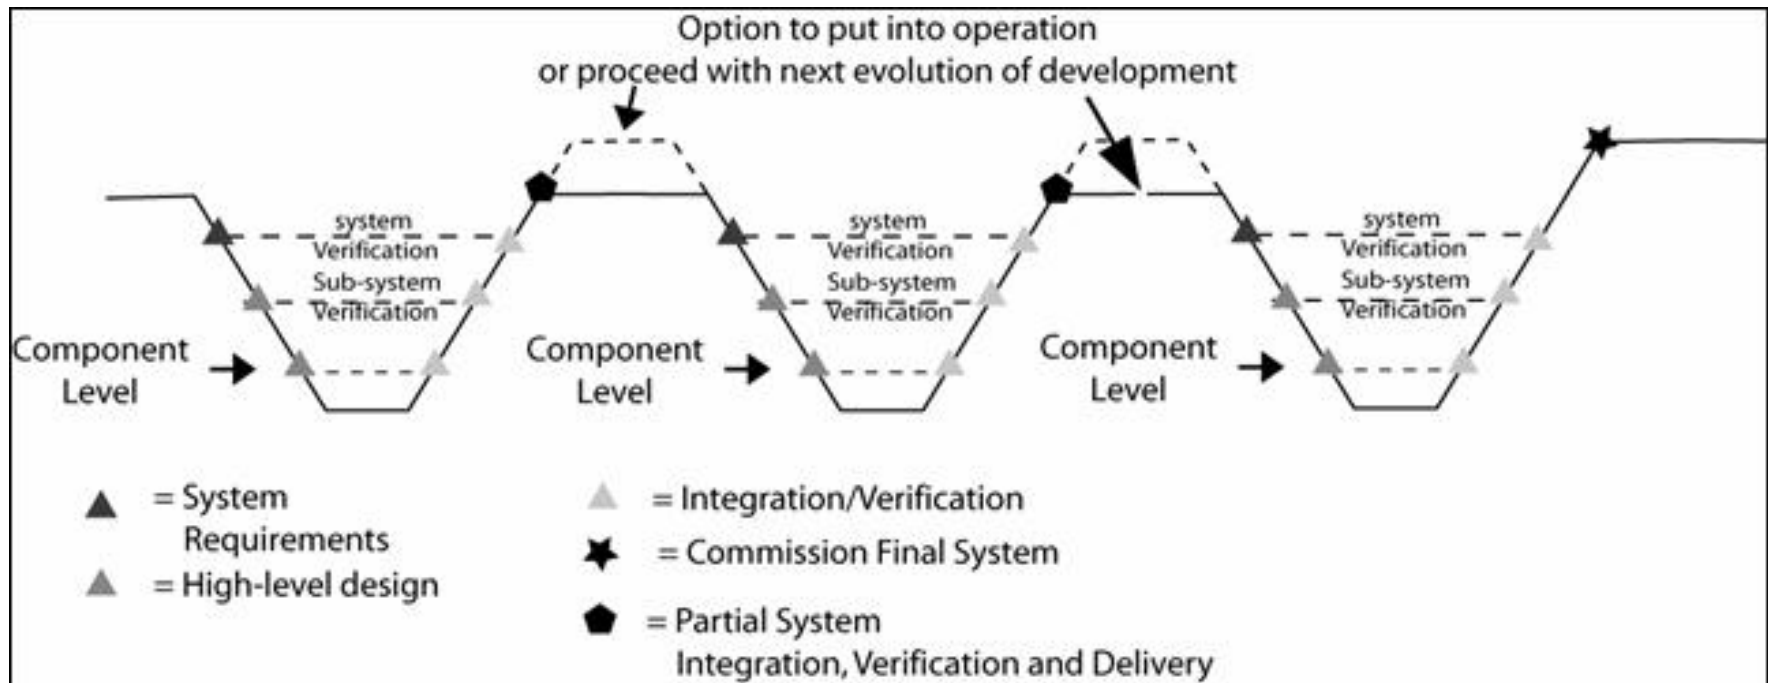 Option to put into operation
or proceed with next evolution of development
system
Verification
Sub-system
Verification
Component
Level
system
Verification
Sub-system
Verification
Component
Level
system
Verification
Sub-system
Verification
Component
Level
= System
Requirements
= High-level design
= Integration/Verification
= Commission Final System
= Partial System
Integration, Verification and Delivery